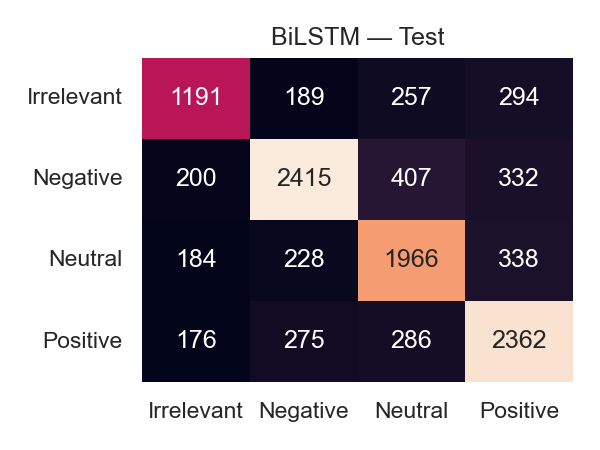 BiLSTM — Test
Irrelevant 1191 189 257 294
Negative 200 2415 407 332
Neutral 184 228 1966 338
Positive 176 275 286 2362
Irrelevant Negative Neutral Positive